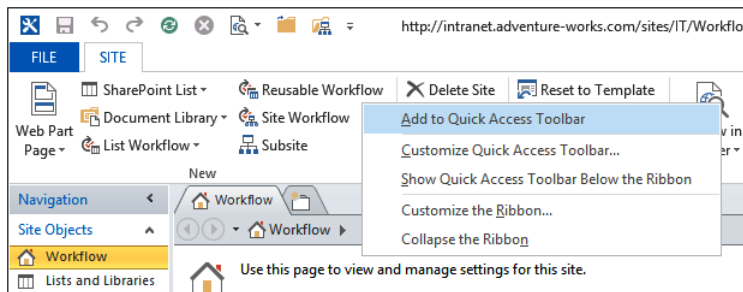 http://intranet.adventure-works.com/sites/IT/Workflo
FILE SITE
SharePoint List Reusable Workflow Delete Site Reset to Template
Document Library Site Workflow
Web Part Page
List Workflow Subsite
New
Add to Quick Access Toolbar
Customize Quick Access Toolbar...
Show Quick Access Toolbar Below the Ribbon
Customize the Ribbon...
Collapse the Ribbon
Navigation Workflow
Site Objects Workflow
Workflow
Use this page to view and manage settings for this site.
Lists and Libraries